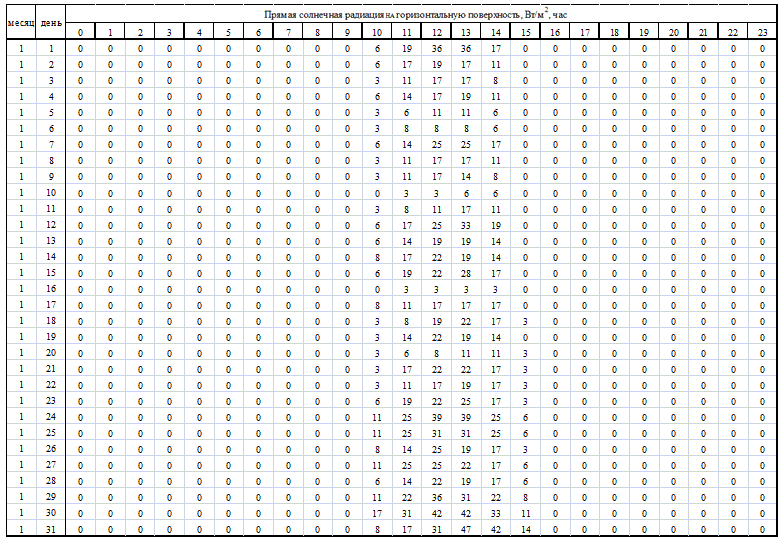 месяц день Прямая солнечная радиация на горизонтальную поверхность, Вт/м², час
0 1 2 3 4 5 6 7 8 9 10 11 12 13 14 15 16 17 18 19 20 21 22 23
1 1 0 0 0 0 0 0 0 0 0 0 6 19 36 36 17 0 0 0 0 0 0 0 0 0
1 2 0 0 0 0 0 0 0 0 0 0 6 17 19 17 11 0 0 0 0 0 0 0 0 0
1 3 0 0 0 0 0 0 0 0 0 0 3 11 17 17 8 0 0 0 0 0 0 0 0 0
1 4 0 0 0 0 0 0 0 0 0 0 6 14 17 19 11 0 0 0 0 0 0 0 0 0
1 5 0 0 0 0 0 0 0 0 0 0 3 6 11 11 6 0 0 0 0 0 0 0 0 0
1 6 0 0 0 0 0 0 0 0 0 0 3 8 8 8 6 0 0 0 0 0 0 0 0 0
1 7 0 0 0 0 0 0 0 0 0 0 6 14 25 25 17 0 0 0 0 0 0 0 0 0
1 8 0 0 0 0 0 0 0 0 0 0 3 11 17 17 11 0 0 0 0 0 0 0 0 0
1 9 0 0 0 0 0 0 0 0 0 0 3 11 17 14 8 0 0 0 0 0 0 0 0 0
1 10 0 0 0 0 0 0 0 0 0 0 0 3 3 6 6 0 0 0 0 0 0 0 0 0
1 11 0 0 0 0 0 0 0 0 0 0 3 8 11 17 11 0 0 0 0 0 0 0 0 0
1 12 0 0 0 0 0 0 0 0 0 0 6 17 25 33 19 0 0 0 0 0 0 0 0 0
1 13 0 0 0 0 0 0 0 0 0 0 6 14 19 19 14 0 0 0 0 0 0 0 0 0
1 14 0 0 0 0 0 0 0 0 0 0 8 17 22 19 14 0 0 0 0 0 0 0 0 0
1 15 0 0 0 0 0 0 0 0 0 0 6 19 22 28 17 0 0 0 0 0 0 0 0 0
1 16 0 0 0 0 0 0 0 0 0 0 0 3 3 3 3 0 0 0 0 0 0 0 0 0
1 17 0 0 0 0 0 0 0 0 0 0 8 11 17 17 17 0 0 0 0 0 0 0 0 0
1 18 0 0 0 0 0 0 0 0 0 0 3 8 19 22 17 3 0 0 0 0 0 0 0 0
1 19 0 0 0 0 0 0 0 0 0 0 3 14 22 19 14 0 0 0 0 0 0 0 0 0
1 20 0 0 0 0 0 0 0 0 0 0 3 6 8 11 11 3 0 0 0 0 0 0 0 0
1 21 0 0 0 0 0 0 0 0 0 0 3 17 22 22 17 3 0 0 0 0 0 0 0 0
1 22 0 0 0 0 0 0 0 0 0 0 3 11 17 19 17 3 0 0 0 0 0 0 0 0
1 23 0 0 0 0 0 0 0 0 0 0 6 19 22 25 17 3 0 0 0 0 0 0 0 0
1 24 0 0 0 0 0 0 0 0 0 0 11 25 39 39 25 6 0 0 0 0 0 0 0 0
1 25 0 0 0 0 0 0 0 0 0 0 11 25 31 31 25 6 0 0 0 0 0 0 0 0
1 26 0 0 0 0 0 0 0 0 0 0 8 14 25 19 17 3 0 0 0 0 0 0 0 0
1 27 0 0 0 0 0 0 0 0 0 0 11 25 25 22 17 6 0 0 0 0 0 0 0 0
1 28 0 0 0 0 0 0 0 0 0 0 6 14 22 19 17 6 0 0 0 0 0 0 0 0
1 29 0 0 0 0 0 0 0 0 0 0 11 22 36 31 22 8 0 0 0 0 0 0 0 0
1 30 0 0 0 0 0 0 0 0 0 0 17 31 42 42 33 11 0 0 0 0 0 0 0 0
1 31 0 0 0 0 0 0 0 0 0 0 8 17 31 47 42 14 0 0 0 0 0 0 0 0